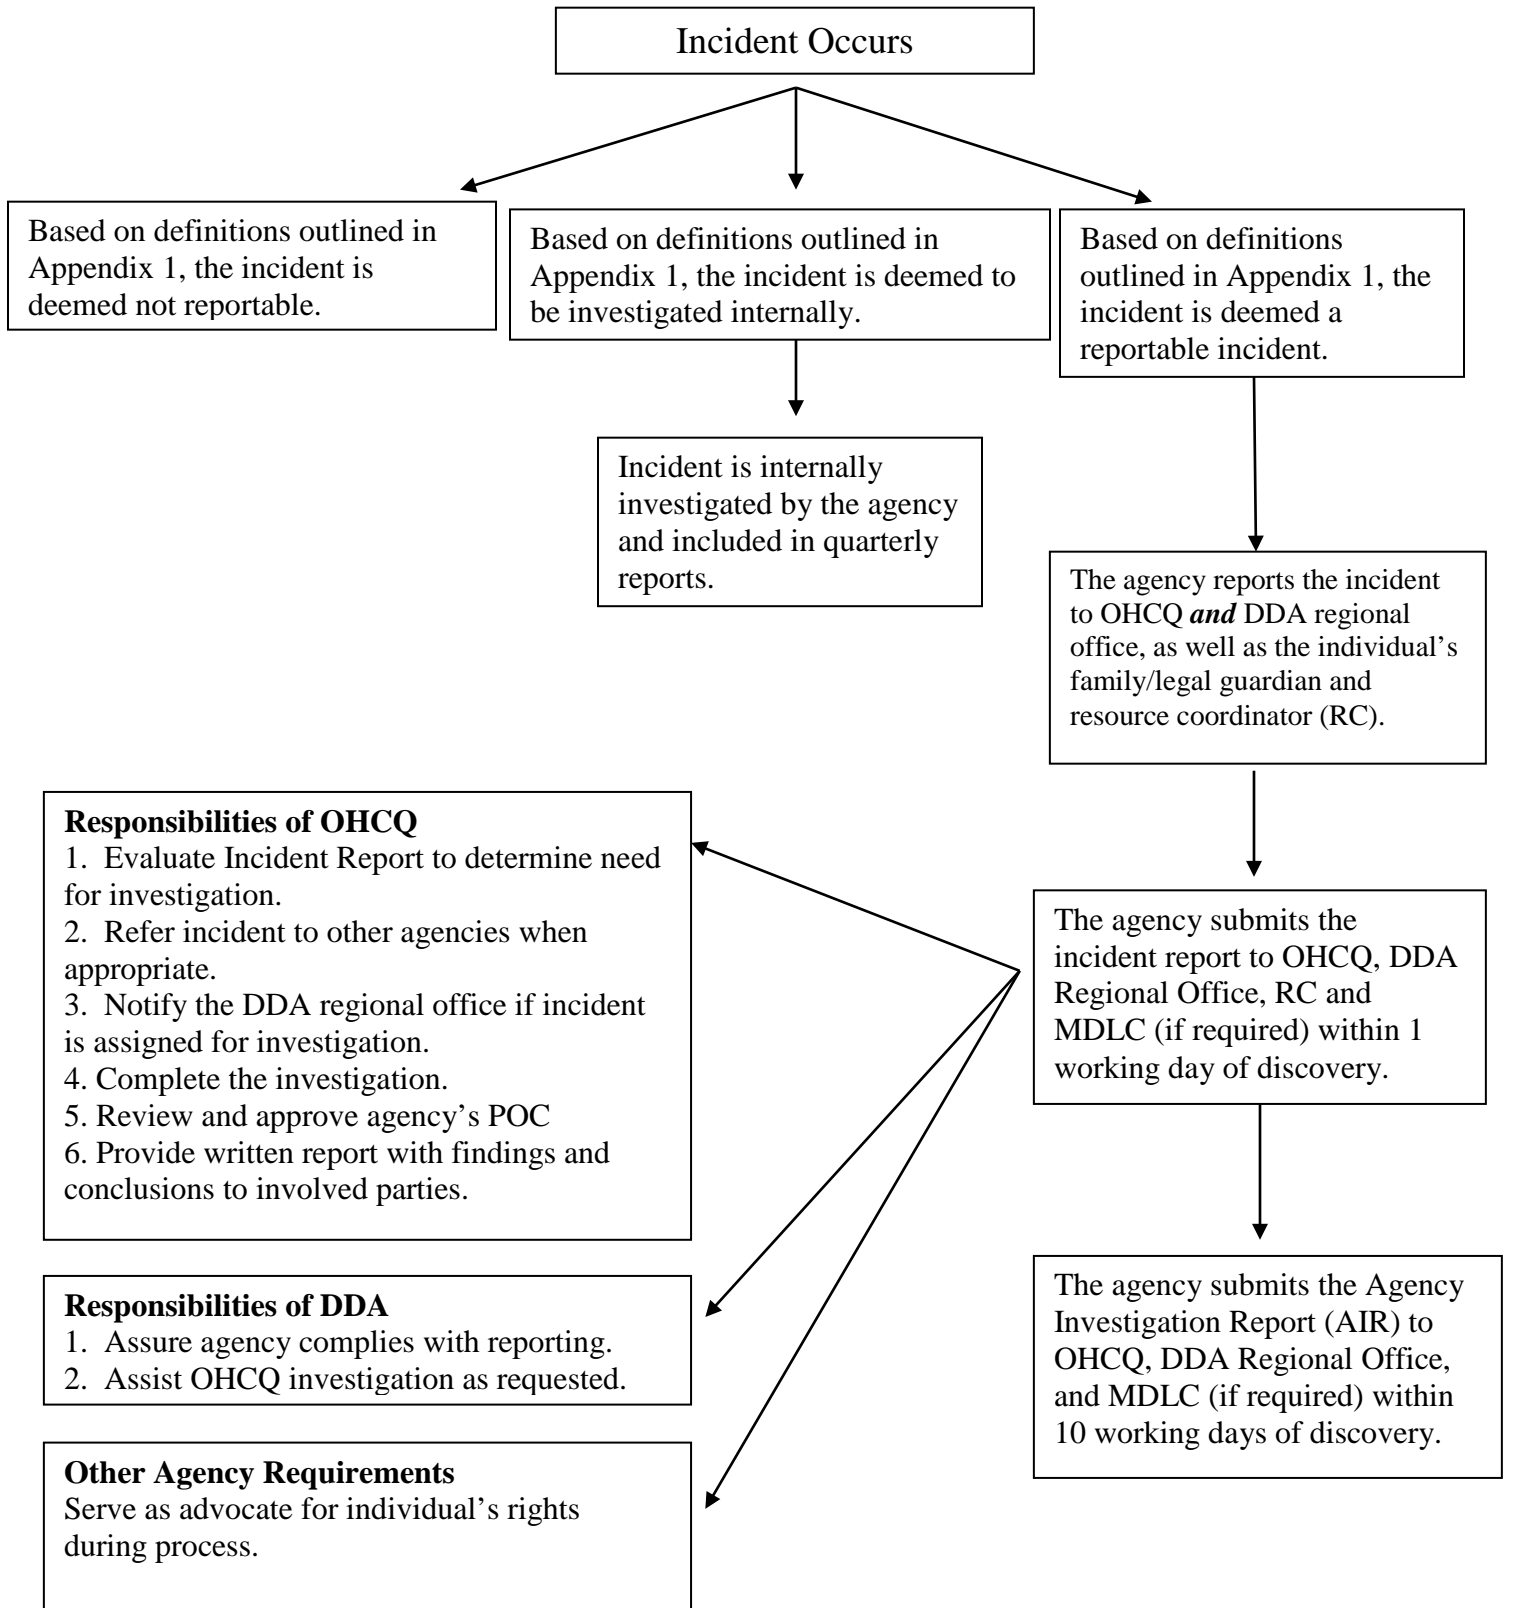 Incident Occurs
Based on definitions outlined in
Appendix 1, the incident is
deemed not reportable.
Based on definitions outlined in
Appendix 1, the incident is deemed to
be investigated internally.
Based on definitions
outlined in Appendix 1, the
incident is deemed a
reportable incident.
Incident is internally
investigated by the agency
and included in quarterly
reports.
The agency reports the incident
to OHCQ and DDA regional
office, as well as the individual’s
family/legal guardian and
resource coordinator (RC).
Responsibilities of OHCQ
1. Evaluate Incident Report to determine need
for investigation.
2. Refer incident to other agencies when
appropriate.
3. Notify the DDA regional office if incident
is assigned for investigation.
4. Complete the investigation.
5. Review and approve agency’s POC
6. Provide written report with findings and
conclusions to involved parties.
The agency submits the
incident report to OHCQ, DDA
Regional Office, RC and
MDLC (if required) within 1
working day of discovery.
Responsibilities of DDA
1. Assure agency complies with reporting.
2. Assist OHCQ investigation as requested.
The agency submits the Agency
Investigation Report (AIR) to
OHCQ, DDA Regional Office,
and MDLC (if required) within
10 working days of discovery.
Other Agency Requirements
Serve as advocate for individual’s rights
during process.